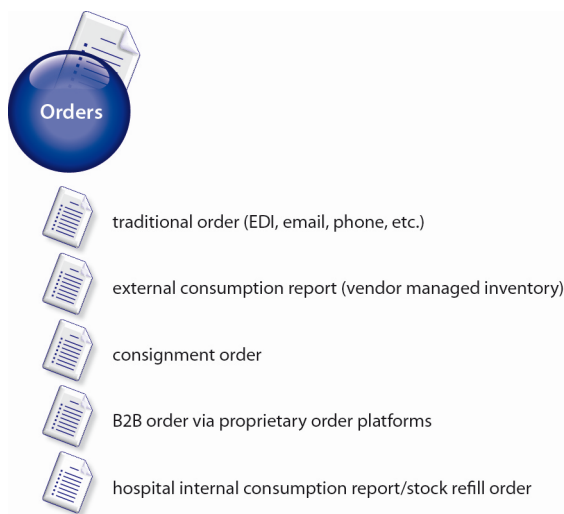 Orders
traditional order (EDI, email, phone, etc.)
external consumption report (vendor managed inventory)
consignment order
B2B order via proprietary order platforms
hospital internal consumption report/stock refill order